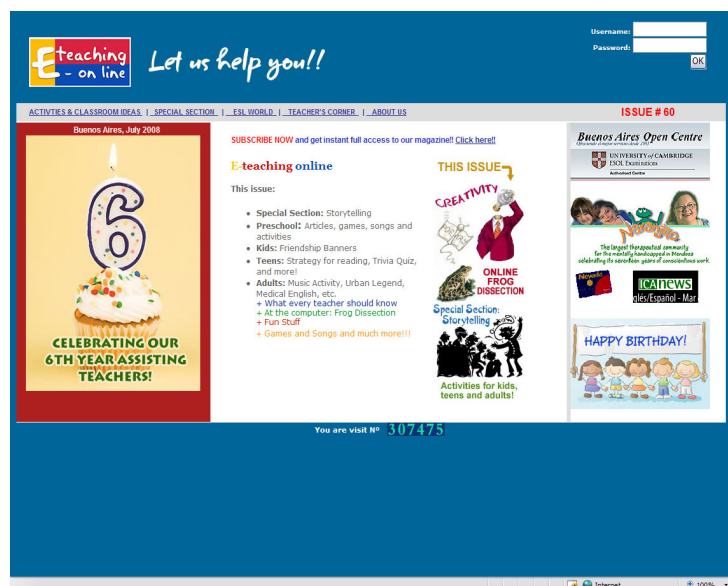 Username:
Password:
OK
E teaching
- on line
Let us help you!!
ACTIVTIES & CLASSROOM IDEAS | SPECIAL SECTION | ESL WORLD | TEACHER'S CORNER | ABOUT US
ISSUE # 60
Buenos Aires, July 2008
6
CELEBRATING OUR
6TH YEAR ASSISTING
TEACHERS!
SUBSCRIBE NOW and get instant full access to our magazine!! Click here!!
E-teaching online
This issue:
• Special Section: Storytelling
• Preschool: Articles, games, songs and
activities
• Kids: Friendship Banners
• Teens: Strategy for reading, Trivia Quiz,
and more!
• Adults: Music Activity, Urban Legend,
Medical English, etc.
+ What every teacher should know
+ At the computer: Frog Dissection
+ Fun Stuff
+ Games and Songs and much more!!!
THIS ISSUE
CREATIVITY
ONLINE
FROG
DISSECTION
Special Section:
Storytelling
Activities for kids,
teens and adults!
Buenos Aires Open Centre
UNIVERSITY of CAMBRIDGE
ESOL Examinations
Authorised Centre
Naranja
The largest therapeutical community
for the mentally handicapped in Mendoza
celebrating its seventeen years of conscientious work.
Nevada
ICANEWS
glés/Español - Mar
HAPPY BIRTHDAY!
You are visit Nº 307475
Internet
100%